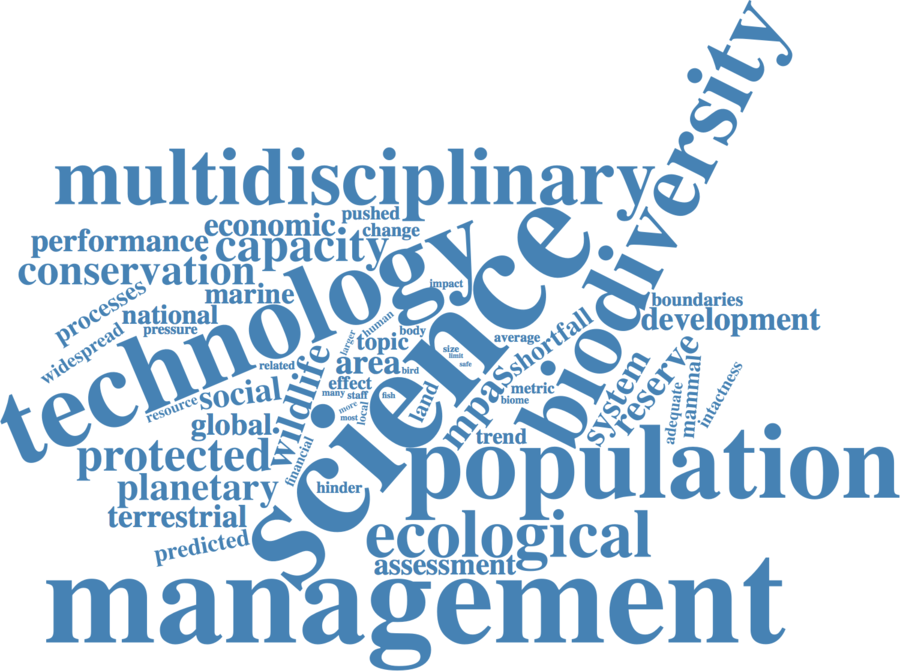 biodiversity
multidisciplinary
pushed
economic
change
performance
capacity
conservation
technology
science
impact
marine
processes
national
pressure
widespread
boundaries
development
human
larger
body
topic
average
shortfall
size
limit
safe
related
area
bird
wildlife
effect
social
many
staff
fish
land
metric
biome
impas
system
reserve
mammal
adequate
intactness
resource
more
most
local
global
trend
protected
financial
population
planetary
hinder
terrestrial
predicted
ecological
assessment
management